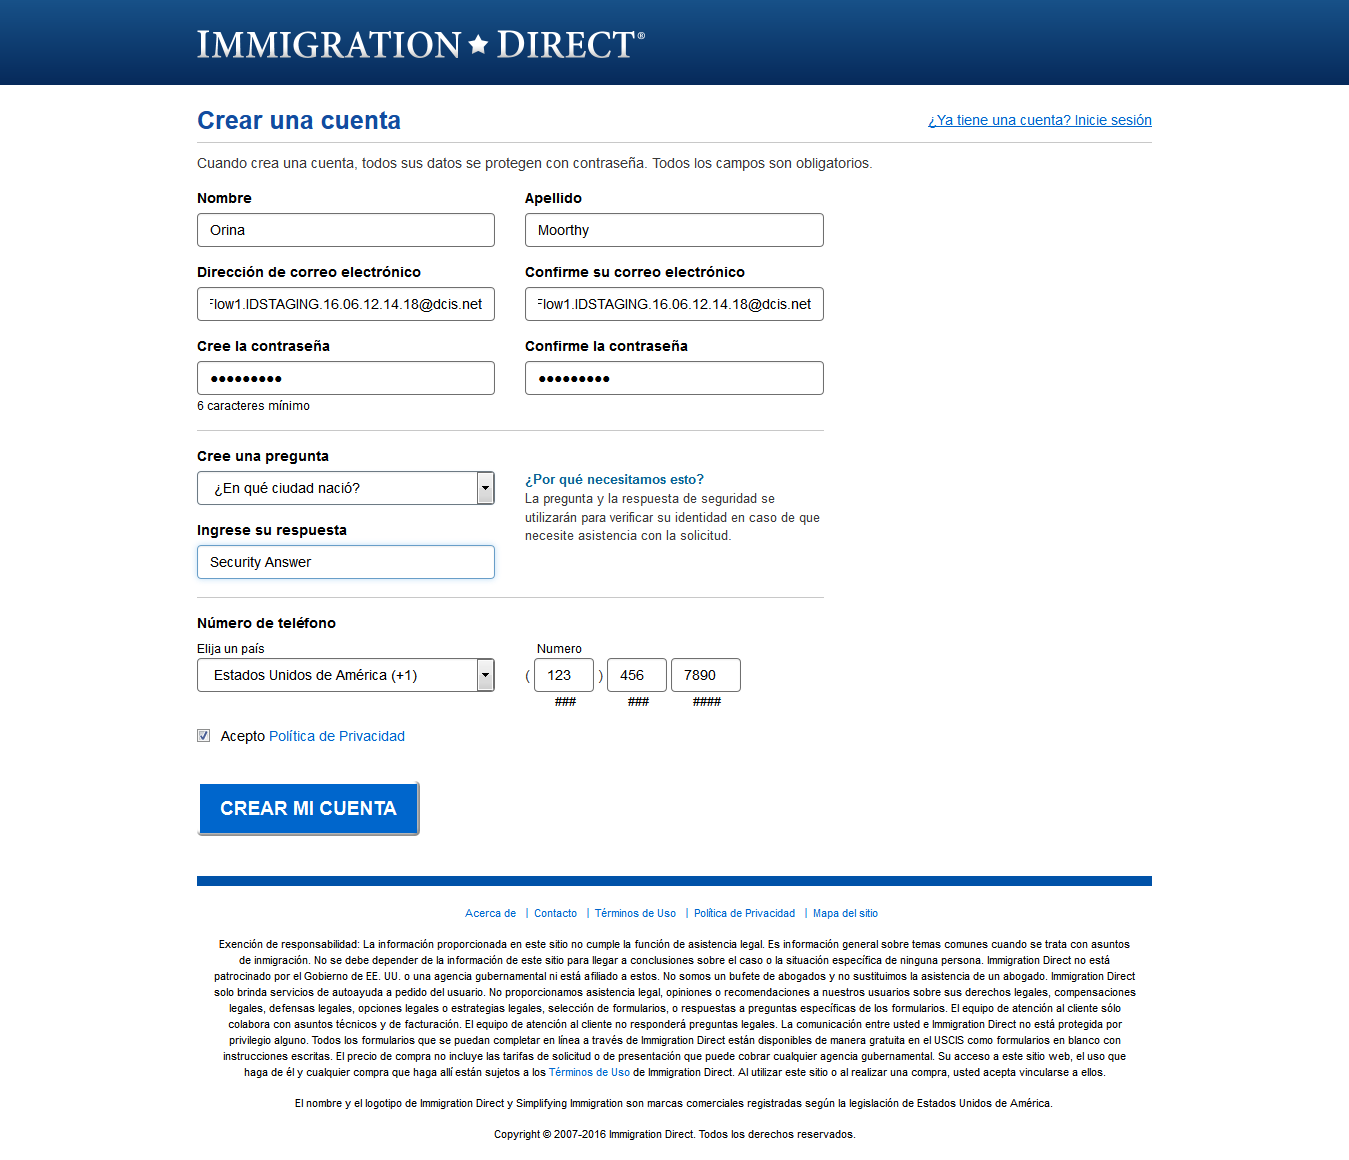 IMMIGRATION★DIRECT®
Crear una cuenta
¿Ya tiene una cuenta? Inicie sesión
Cuando crea una cuenta, todos sus datos se protegen con contraseña. Todos los campos son obligatorios.
Nombre Apellido
Orina Moorthy
Dirección de correo electrónico Confirme su correo electrónico
Flow1.IDSTAGING.16.06.12.14.18@dcis.net Flow1.IDSTAGING.16.06.12.14.18@dcis.net
Cree la contraseña Confirme la contraseña
●●●●●●●●● ●●●●●●●●●
6 caracteres mínimo
Cree una pregunta
¿En qué ciudad nació?
Ingrese su respuesta
Security Answer
¿Por qué necesitamos esto?
La pregunta y la respuesta de seguridad se
utilizarán para verificar su identidad en caso de que
necesite asistencia con la solicitud.
Número de teléfono
Elija un país Numero
Estados Unidos de América (+1) ( 123 ) 456 7890
### ### ####
Acepto Política de Privacidad
CREAR MI CUENTA
Acerca de | Contacto | Términos de Uso | Política de Privacidad | Mapa del sitio
Exención de responsabilidad: La información proporcionada en este sitio no cumple la función de asistencia legal. Es información general sobre temas comunes cuando se trata con asuntos
de inmigración. No se debe depender de la información de este sitio para llegar a conclusiones sobre el caso o la situación específica de ninguna persona. Immigration Direct no está
patrocinado por el Gobierno de EE. UU. o una agencia gubernamental ni está afiliado a estos. No somos un bufete de abogados y no sustituimos la asistencia de un abogado. Immigration Direct
solo brinda servicios de autoayuda a pedido del usuario. No proporcionamos asistencia legal, opiniones o recomendaciones a nuestros usuarios sobre sus derechos legales, compensaciones
legales, defensas legales, opciones legales o estrategias legales, selección de formularios, o respuestas a preguntas específicas de los formularios. El equipo de atención al cliente sólo
colabora con asuntos técnicos y de facturación. El equipo de atención al cliente no responderá preguntas legales. La comunicación entre usted e Immigration Direct no está protegida por
privilegio alguno. Todos los formularios que se puedan completar en línea a través de Immigration Direct están disponibles de manera gratuita en el USCIS como formularios en blanco con
instrucciones escritas. El precio de compra no incluye las tarifas de solicitud o de presentación que puede cobrar cualquier agencia gubernamental. Su acceso a este sitio web, el uso que
haga de él y cualquier compra que haga allí están sujetos a los Términos de Uso de Immigration Direct. Al utilizar este sitio o al realizar una compra, usted acepta vincularse a ellos.
El nombre y el logotipo de Immigration Direct y Simplifying Immigration son marcas comerciales registradas según la legislación de Estados Unidos de América.
Copyright © 2007-2016 Immigration Direct. Todos los derechos reservados.